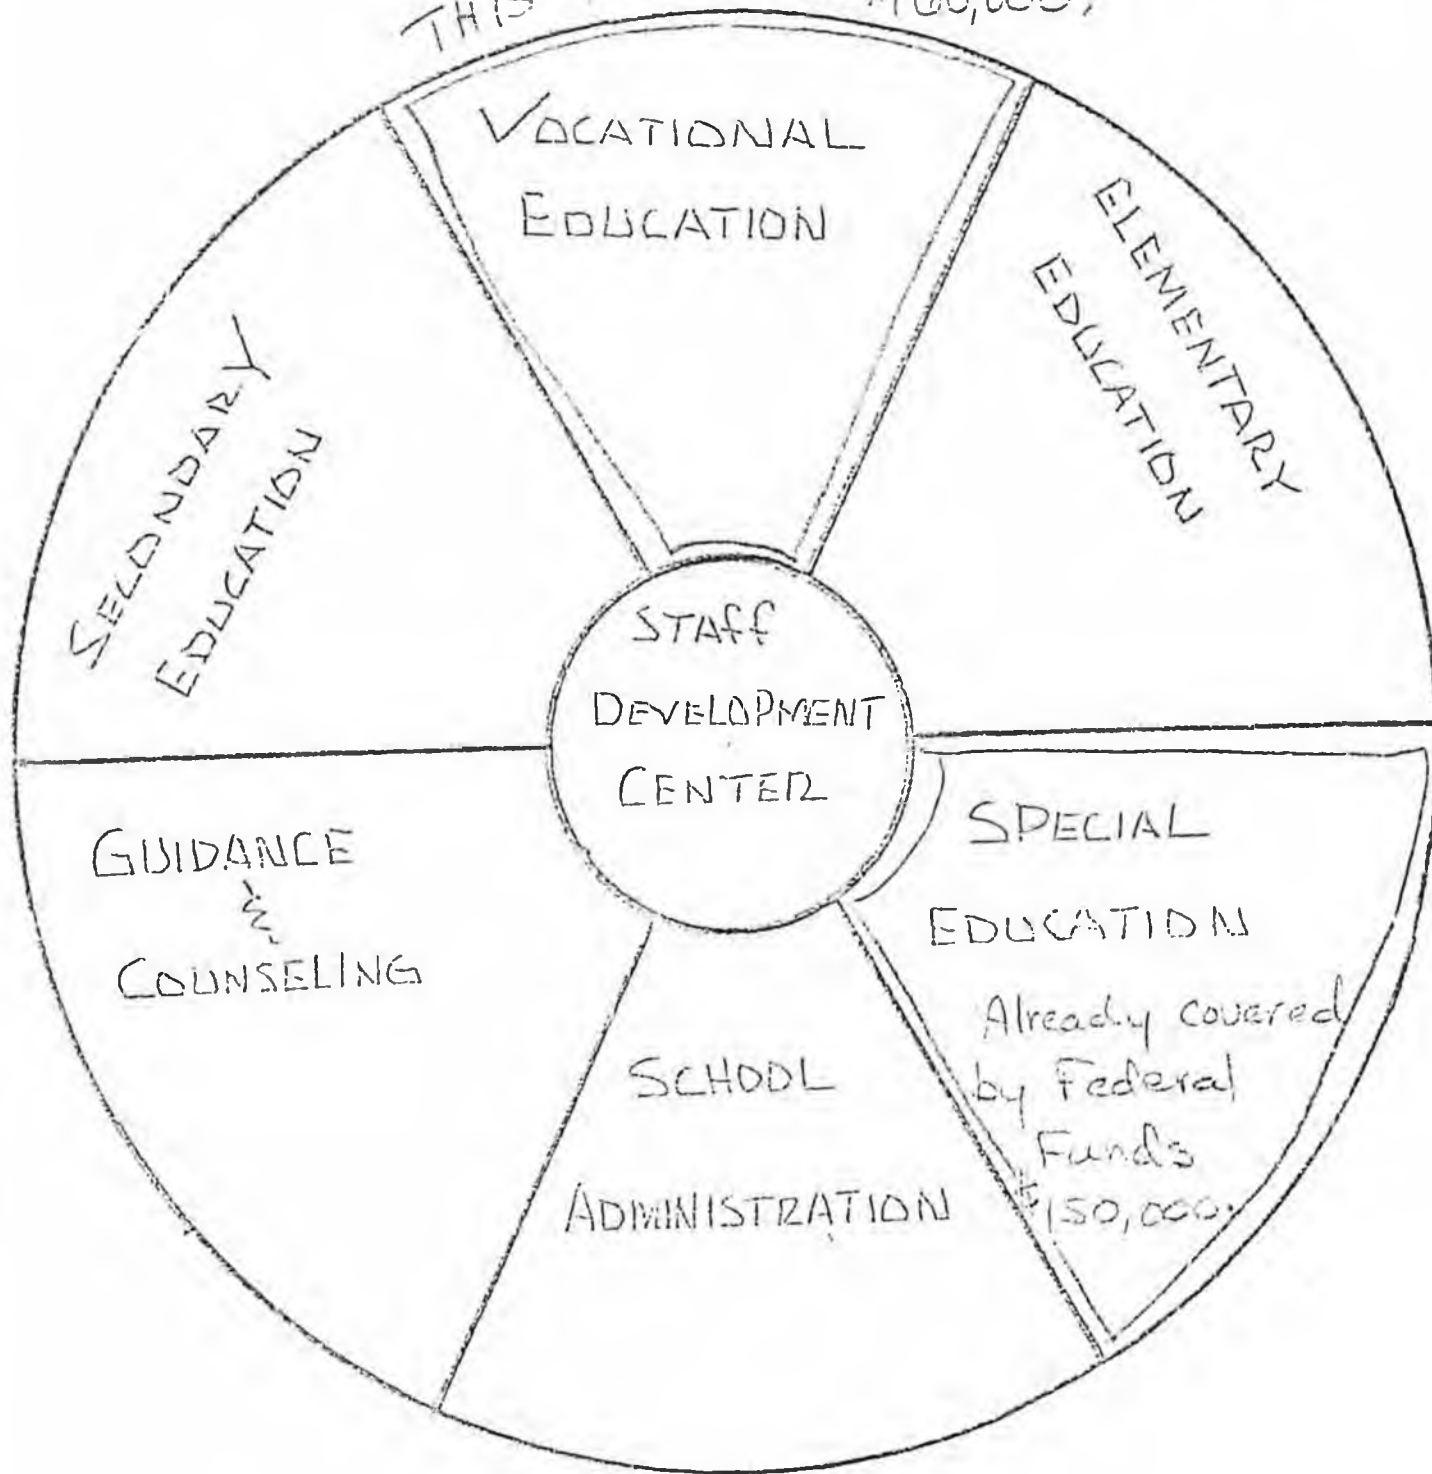 THIS
VOCATIONAL
EDUCATION
ELEMENTARY
EDUCATION
SECONDARY
EDUCATION
STAFF
DEVELOPMENT
CENTER
GUIDANCE
&
COUNSELING
SPECIAL
EDUCATION
Already covered
by Federal
Funds
$150,000.
SCHOOL
ADMINISTRATION